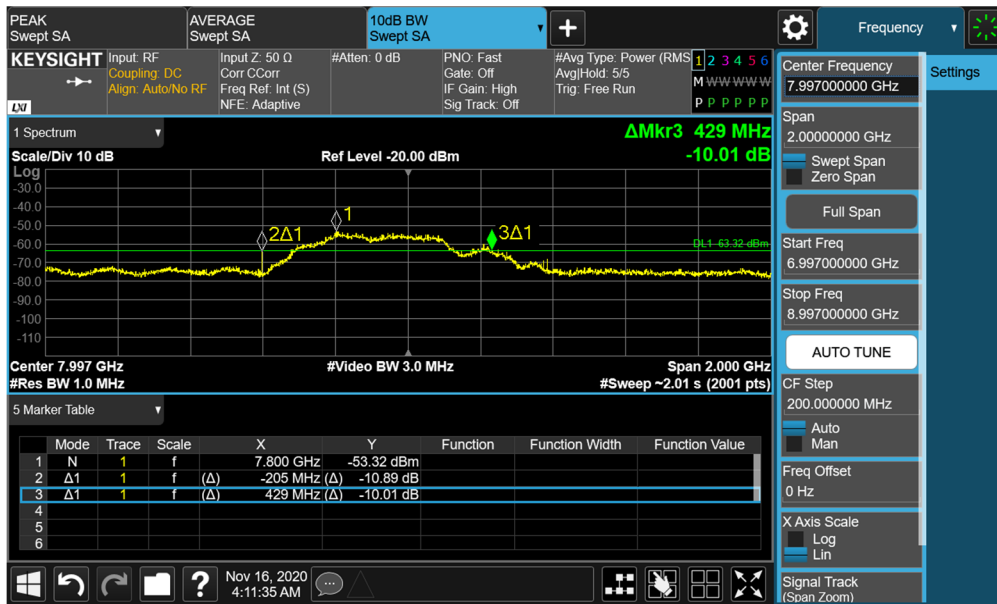 PEAK
Swept SA
AVERAGE
Swept SA
10dB BW
Swept SA
Frequency
KEYSIGHT
LXI
Input: RF
Coupling: DC
Align: Auto/No RF
Input Z: 50 Ω
Corr CCorr
Freq Ref: Int (S)
NFE: Adaptive
#Atten: 0 dB
PNO: Fast
Gate: Off
IF Gain: High
Sig Track: Off
#Avg Type: Power (RMS
Avg|Hold: 5/5
Trig: Free Run
1 2 3 4 5 6
M W W W W W
P P P P P P
1 Spectrum
ΔMkr3 429 MHz
Scale/Div 10 dB
Ref Level -20.00 dBm
-10.01 dB
Log
-30.0
-40.0
-50.0
-60.0
-70.0
-80.0
-90.0
-100
-110
1
2Δ1
3Δ1
DL1 -63.32 dBm
Center 7.997 GHz
#Video BW 3.0 MHz
Span 2.000 GHz
#Res BW 1.0 MHz
#Sweep ~2.01 s (2001 pts)
5 Marker Table
Mode Trace Scale X Y Function Function Width Function Value
1 N 1 f 7.800 GHz -53.32 dBm
2 Δ1 1 f (Δ) -205 MHz (Δ) -10.89 dB
3 Δ1 1 f (Δ) 429 MHz (Δ) -10.01 dB
4
5
6
Nov 16, 2020
4:11:35 AM
Center Frequency
7.997000000 GHz
Settings
Span
2.00000000 GHz
Swept Span
Zero Span
Full Span
Start Freq
6.997000000 GHz
Stop Freq
8.997000000 GHz
AUTO TUNE
CF Step
200.000000 MHz
Auto
Man
Freq Offset
0 Hz
X Axis Scale
Log
Lin
Signal Track
(Span Zoom)